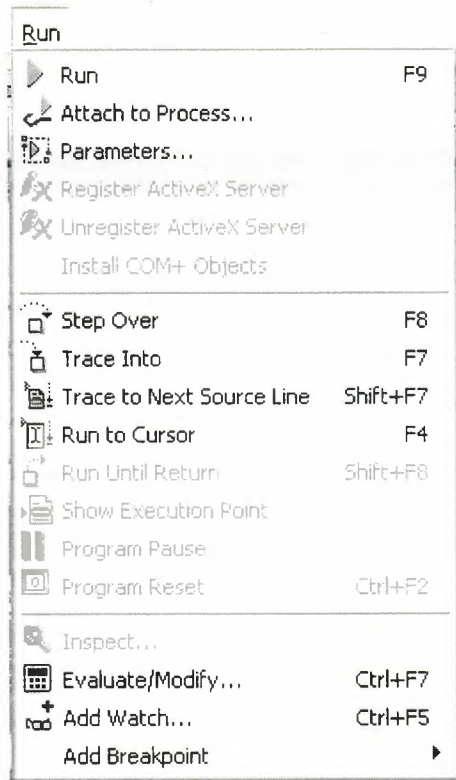 Run
Run F9
Attach to Process...
Parameters...
Register ActiveX Server
Unregister ActiveX Server
Install COM+ Objects
Step Over F8
Trace Into F7
Trace to Next Source Line Shift+F7
Run to Cursor F4
Run Until Return Shift+F8
Show Execution Point
Program Pause
Program Reset Ctrl+F2
Inspect...
Evaluate/Modify... Ctrl+F7
Add Watch... Ctrl+F5
Add Breakpoint